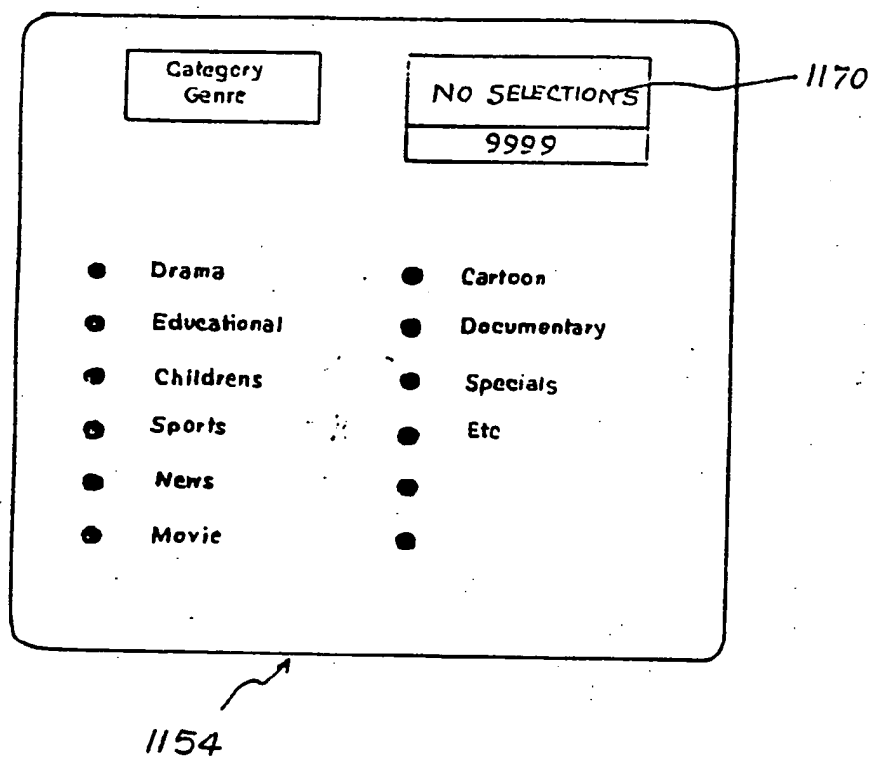 Category
Genre
NO SELECTIONS
9999
1170
Drama
Educational
Childrens
Sports
News
Movie
Cartoon
Documentary
Specials
Etc
1154